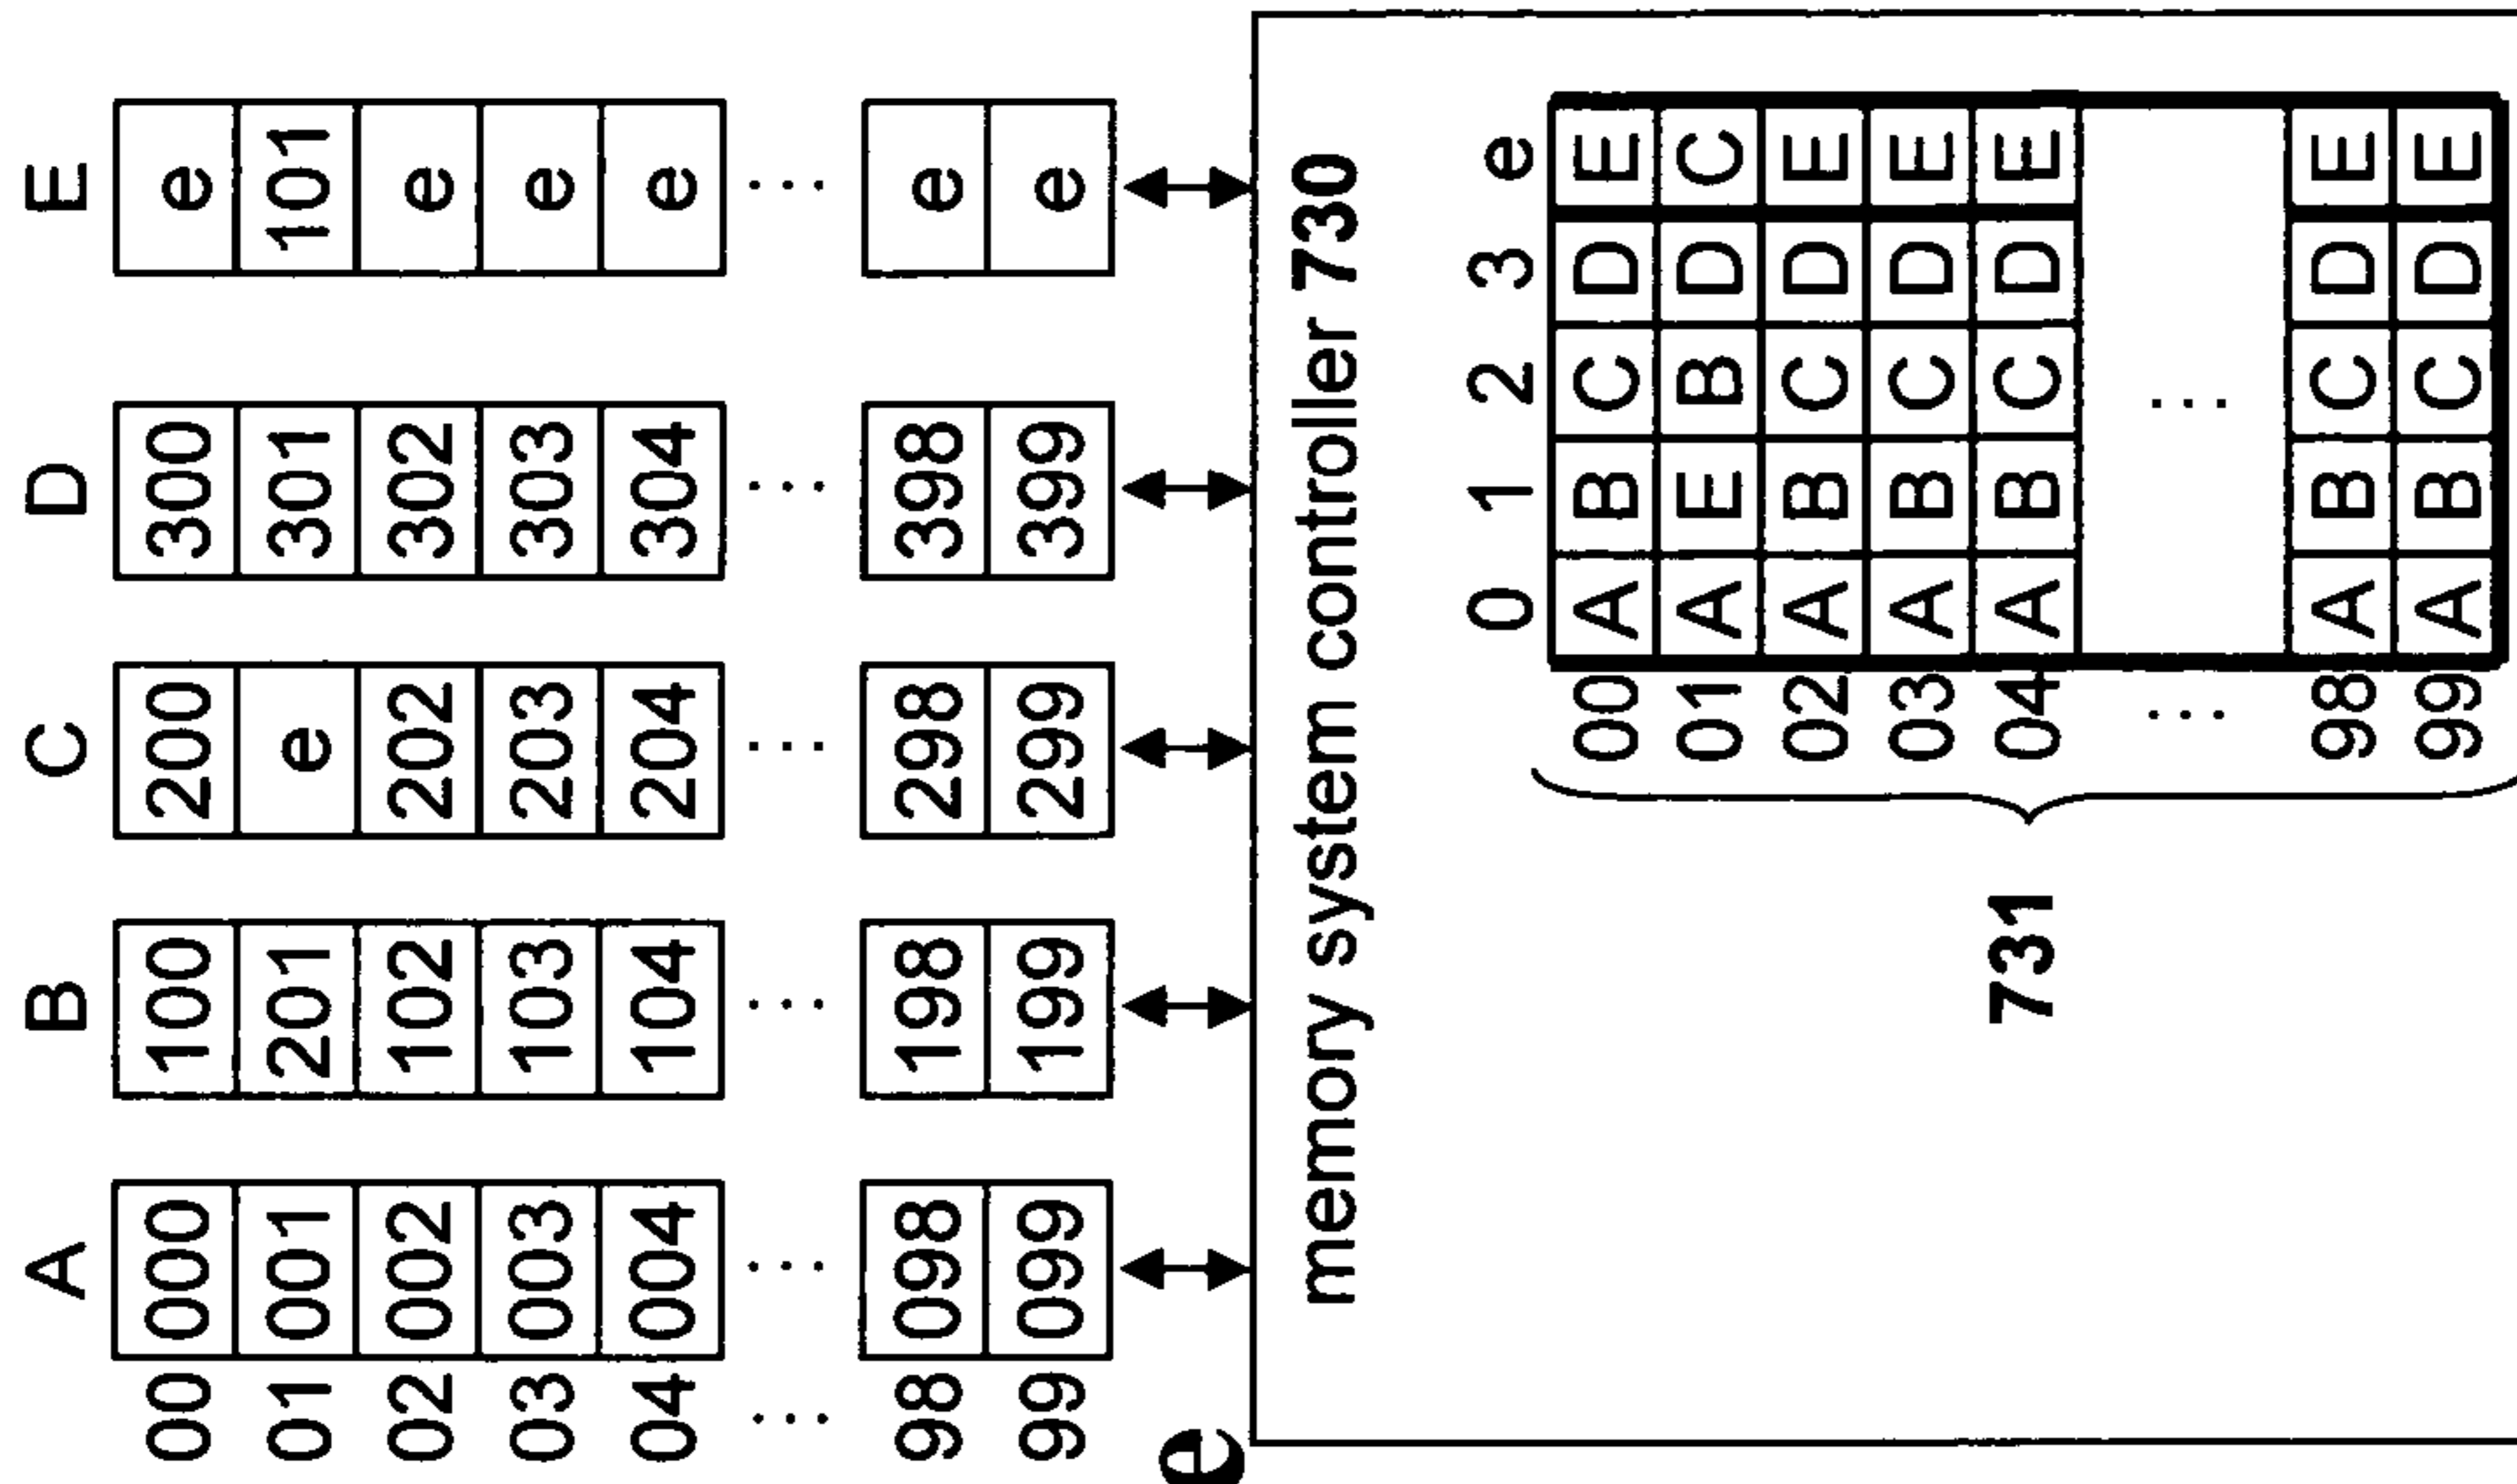 A B C D E
00 000 100 200 300 e
01 001 201 e 301 101
02 002 102 202 302 e
03 003 103 203 303 e
04 004 104 204 304 e
⋮ ⋮ ⋮ ⋮ ⋮ ⋮
98 098 198 298 398 e
99 099 199 299 399 e
e
memory system controller 730
0 1 2 3 e
00 A B C D E
01 A E B D C
02 A B C D E
03 A B C D E
731 04 A B C D E
⋮ ⋮
98 A B C D E
99 A B C D E